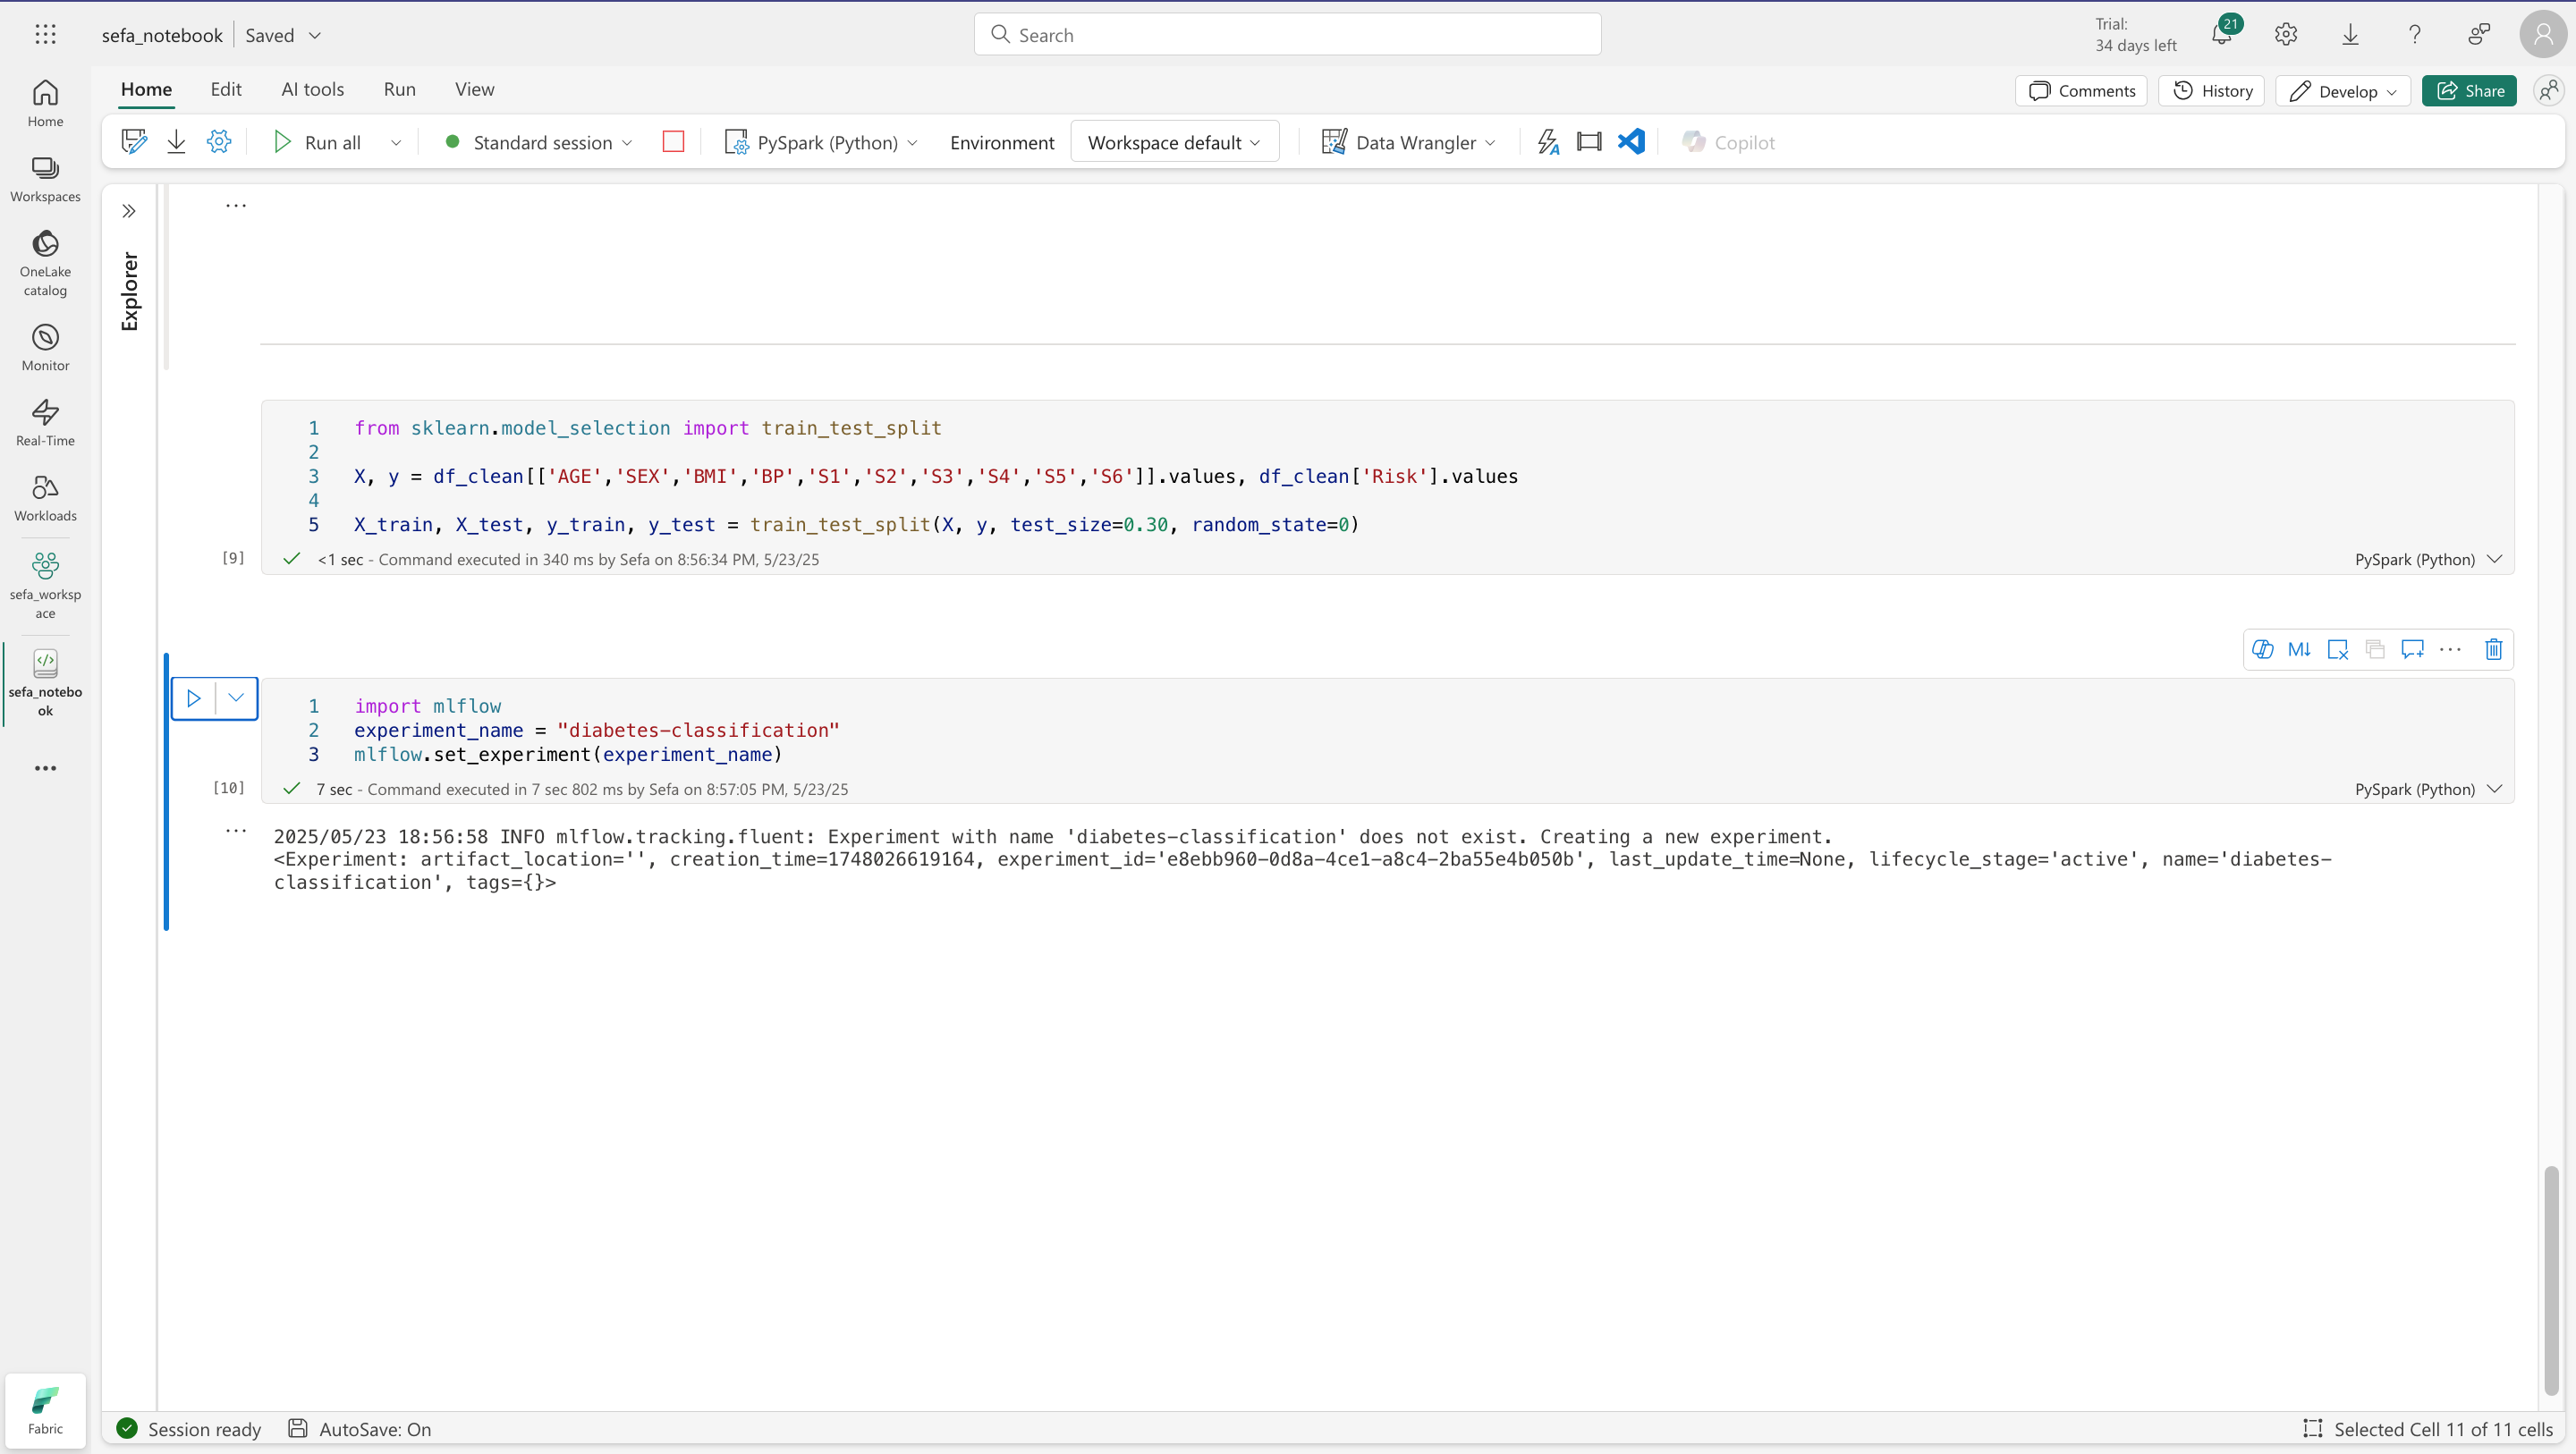 sefa_notebook Saved
Search
Trial:
34 days left
21
Home Edit AI tools Run View
Comments History Develop Share
Run all Standard session PySpark (Python) Environment Workspace default Data Wrangler Copilot
Home
Workspaces
OneLake
catalog
Monitor
Real-Time
Workloads
sefa_worksp
ace
sefa_notebo
ok
Fabric
Explorer
1 from sklearn.model_selection import train_test_split
2
3 X, y = df_clean[['AGE','SEX','BMI','BP','S1','S2','S3','S4','S5','S6']].values, df_clean['Risk'].values
4
5 X_train, X_test, y_train, y_test = train_test_split(X, y, test_size=0.30, random_state=0)
[9] <1 sec - Command executed in 340 ms by Sefa on 8:56:34 PM, 5/23/25 PySpark (Python)
M↓
1 import mlflow
2 experiment_name = "diabetes-classification"
3 mlflow.set_experiment(experiment_name)
[10] 7 sec - Command executed in 7 sec 802 ms by Sefa on 8:57:05 PM, 5/23/25 PySpark (Python)
2025/05/23 18:56:58 INFO mlflow.tracking.fluent: Experiment with name 'diabetes-classification' does not exist. Creating a new experiment.
<Experiment: artifact_location='', creation_time=1748026619164, experiment_id='e8ebb960-0d8a-4ce1-a8c4-2ba55e4b050b', last_update_time=None, lifecycle_stage='active', name='diabetes-
classification', tags={}>
Session ready AutoSave: On Selected Cell 11 of 11 cells